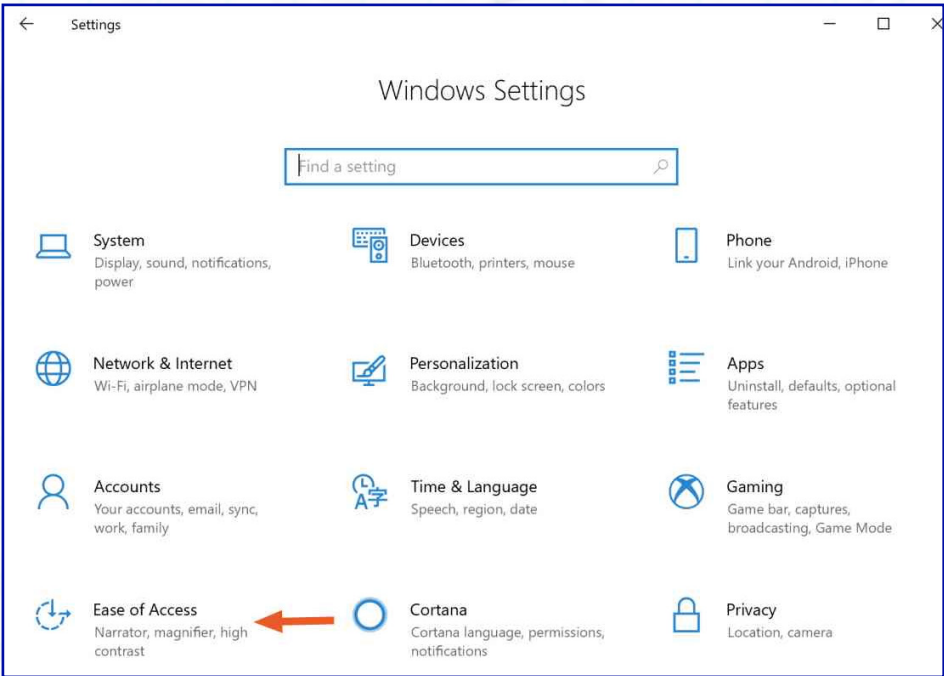 Settings
Windows Settings
Find a setting
System
Display, sound, notifications,
power
Devices
Bluetooth, printers, mouse
Phone
Link your Android, iPhone
Network & Internet
Wi-Fi, airplane mode, VPN
Personalization
Background, lock screen, colors
Apps
Uninstall, defaults, optional
features
Accounts
Your accounts, email, sync,
work, family
A字
Time & Language
Speech, region, date
Gaming
Game bar, captures,
broadcasting, Game Mode
Ease of Access
Narrator, magnifier, high
contrast
Cortana
Cortana language, permissions,
notifications
Privacy
Location, camera